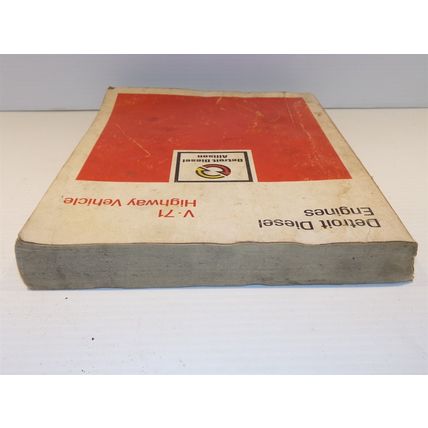 Detroit Diesel
Engines
V-71
Highway Vehicle
Detroit Diesel
Allison